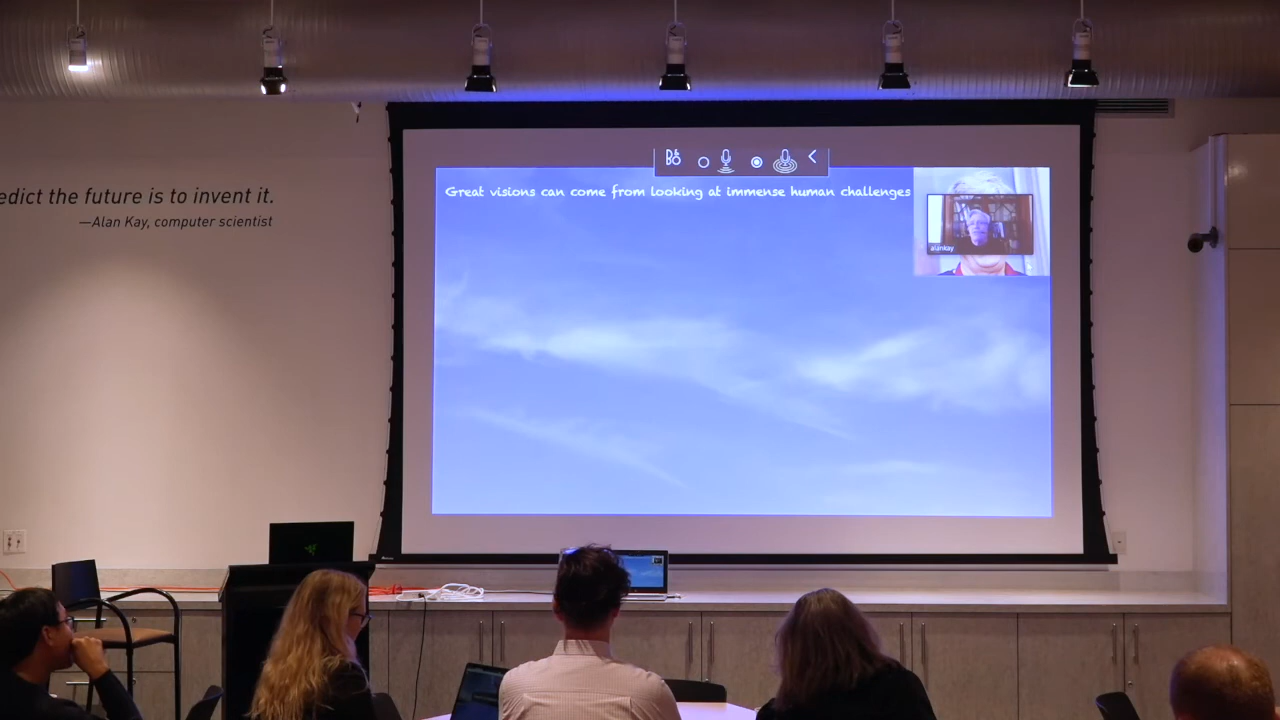 edict the future is to invent it.
—Alan Kay, computer scientist
Great visions can come from looking at immense human challenges
alankay